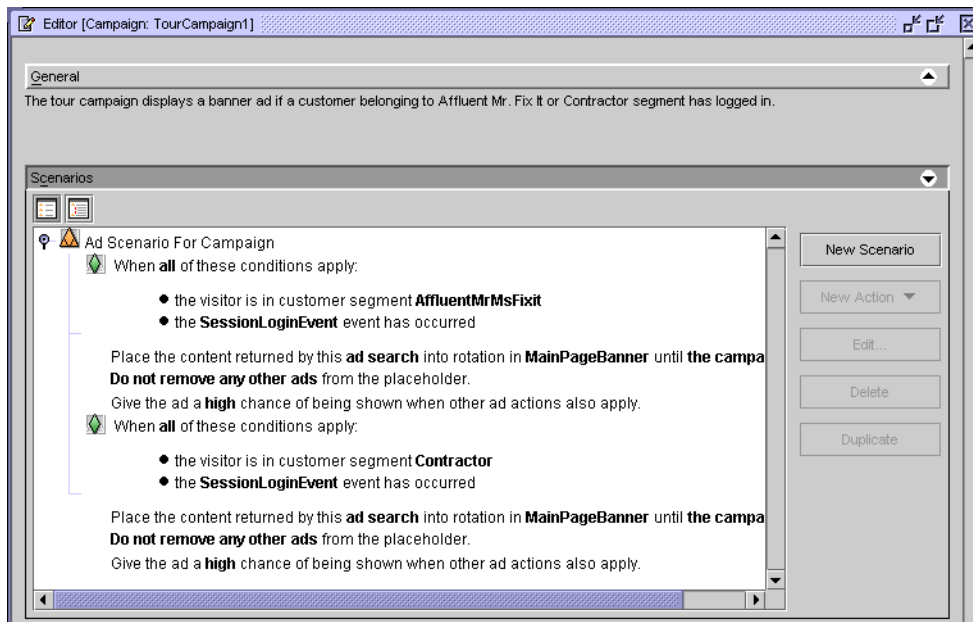 Editor [Campaign: TourCampaign1]
General
The tour campaign displays a banner ad if a customer belonging to Affluent Mr. Fix It or Contractor segment has logged in.
Scenarios
Ad Scenario For Campaign
When all of these conditions apply:
the visitor is in customer segment AffluentMrMsFixit
the SessionLoginEvent event has occurred
Place the content returned by this ad search into rotation in MainPageBanner until the campa
Do not remove any other ads from the placeholder.
Give the ad a high chance of being shown when other ad actions also apply.
When all of these conditions apply:
the visitor is in customer segment Contractor
the SessionLoginEvent event has occurred
Place the content returned by this ad search into rotation in MainPageBanner until the campa
Do not remove any other ads from the placeholder.
Give the ad a high chance of being shown when other ad actions also apply.
New Scenario
New Action
Edit...
Delete
Duplicate